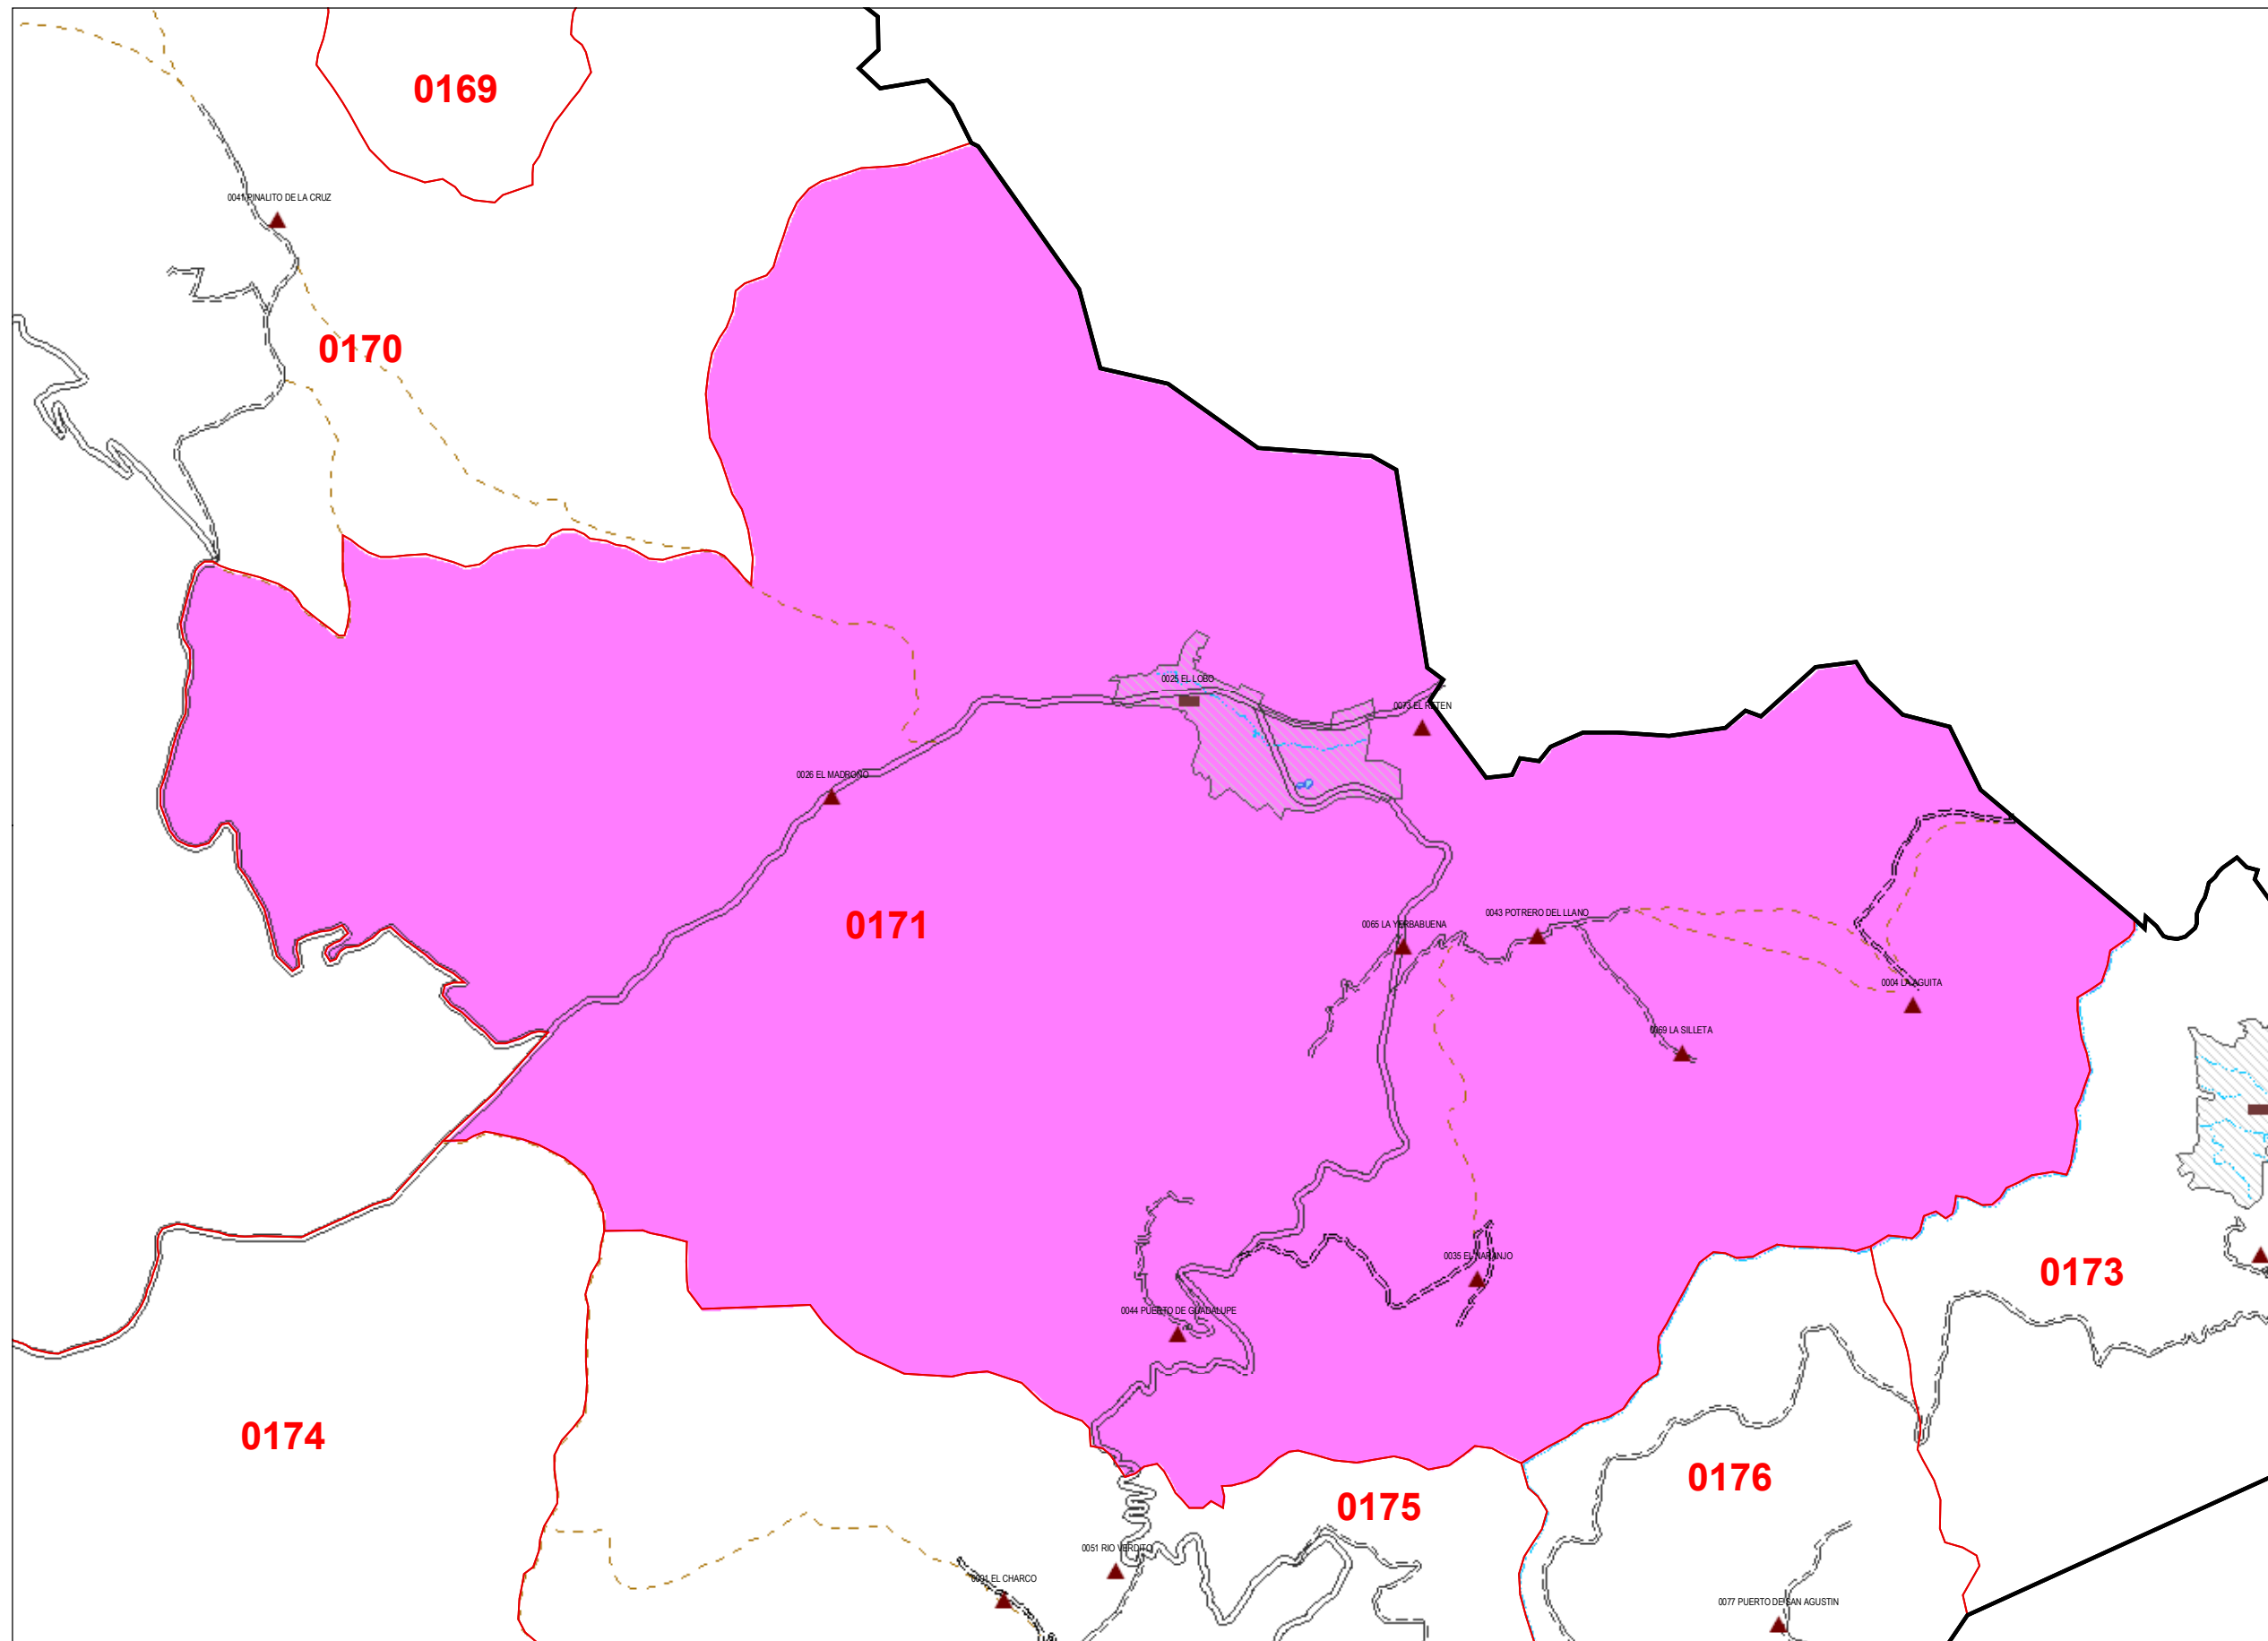 0169
0041 PINALITO DE LA CRUZ
0170
0025 EL LOBO
0073 EL RETEN
0026 EL MADROÑO
0171
0065 LA YERBABUENA
0043 POTRERO DEL LLANO
0004 LA AGUITA
0069 LA SILLETA
0035 EL NARANJO
0173
0044 PUERTO DE GUADALUPE
0174
0176
0175
0051 RIO VERDITO
EL CHARCO
0077 PUERTO DE SAN AGUSTIN